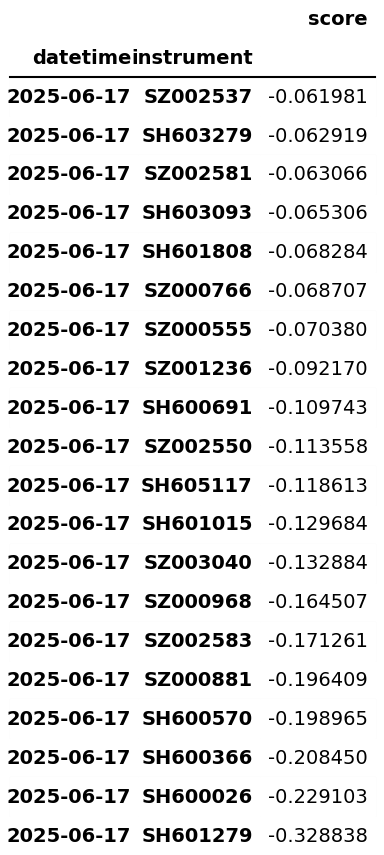 score
datetime instrument
2025-06-17 SZ002537 -0.061981
2025-06-17 SH603279 -0.062919
2025-06-17 SZ002581 -0.063066
2025-06-17 SH603093 -0.065306
2025-06-17 SH601808 -0.068284
2025-06-17 SZ000766 -0.068707
2025-06-17 SZ000555 -0.070380
2025-06-17 SZ001236 -0.092170
2025-06-17 SH600691 -0.109743
2025-06-17 SZ002550 -0.113558
2025-06-17 SH605117 -0.118613
2025-06-17 SH601015 -0.129684
2025-06-17 SZ003040 -0.132884
2025-06-17 SZ000968 -0.164507
2025-06-17 SZ002583 -0.171261
2025-06-17 SZ000881 -0.196409
2025-06-17 SH600570 -0.198965
2025-06-17 SH600366 -0.208450
2025-06-17 SH600026 -0.229103
2025-06-17 SH601279 -0.328838